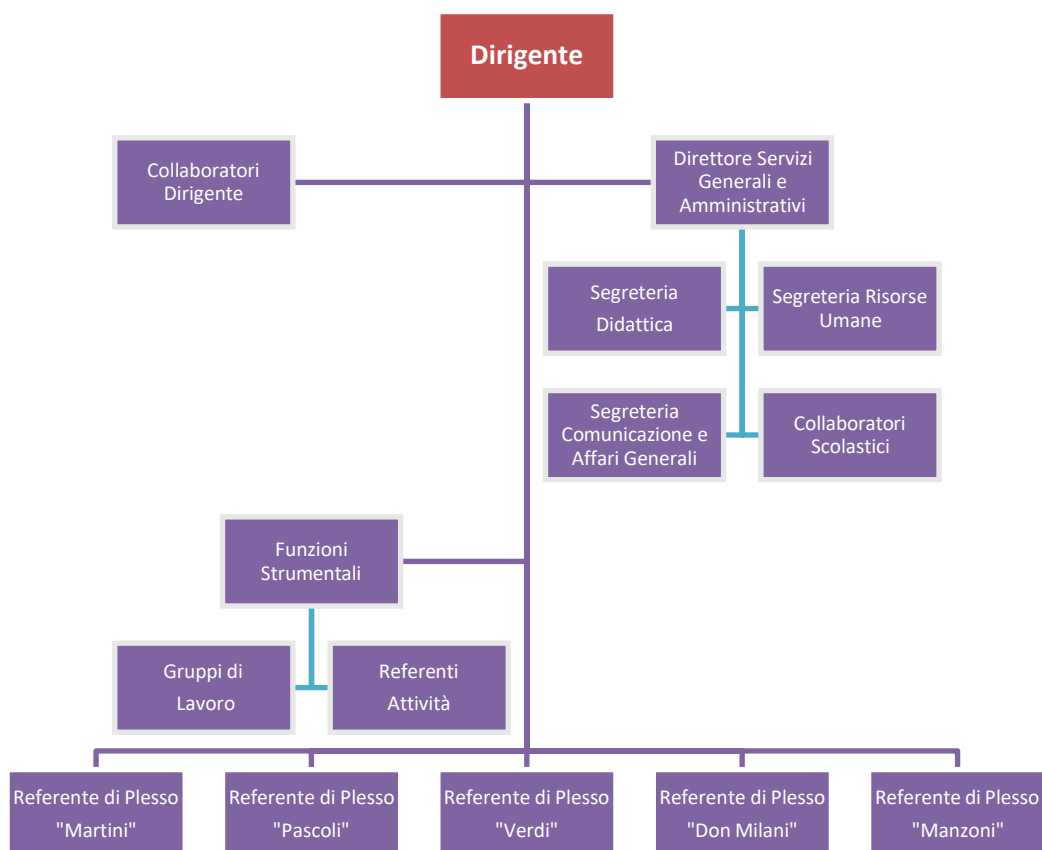 Dirigente
Collaboratori
Dirigente
Direttore Servizi
Generali e
Amministrativi
Segreteria
Didattica
Segreteria Risorse
Umane
Segreteria
Comunicazione e
Affari Generali
Collaboratori
Scolastici
Funzioni
Strumentali
Gruppi di
Lavoro
Referenti
Attività
Referente di Plesso
"Martini"
Referente di Plesso
"Pascoli"
Referente di Plesso
"Verdi"
Referente di Plesso
"Don Milani"
Referente di Plesso
"Manzoni"